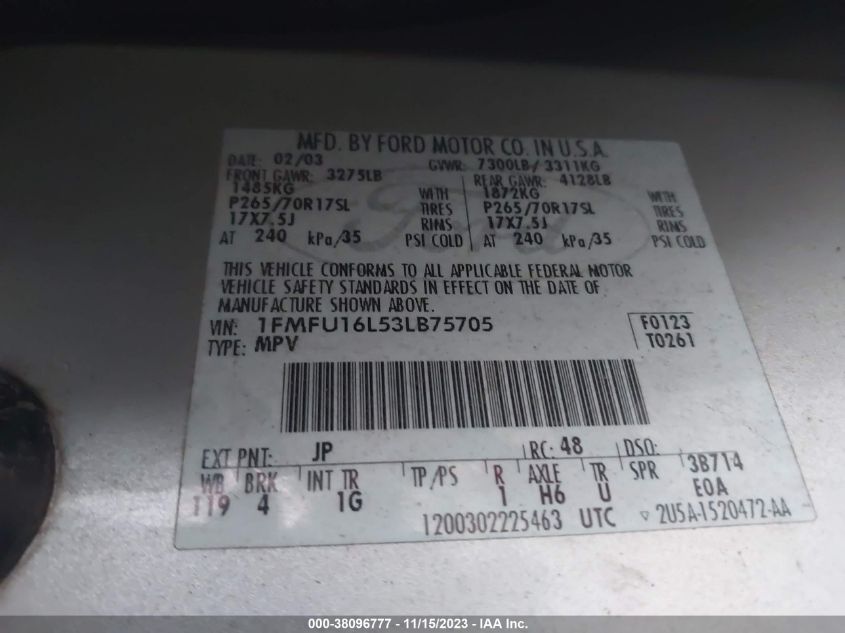 MFD. BY FORD MOTOR CO. IN U.S.A.
DATE: 02/03 GVWR: 7300LB/ 3311KG
FRONT GAWR: 3275LB REAR GAWR: 4128LB
1485KG WITH 1872KG WITH
P265/70R17SL TIRES P265/70R17SL TIRES
17X7.5J RIMS 17X7.5J RIMS
AT 240 kPa/35 PSI COLD AT 240 kPa/35 PSI COLD
THIS VEHICLE CONFORMS TO ALL APPLICABLE FEDERAL MOTOR
VEHICLE SAFETY STANDARDS IN EFFECT ON THE DATE OF
MANUFACTURE SHOWN ABOVE.
VIN: 1FMFU16L53LB75705 F0123
TYPE: MPV T0261
EXT PNT: JP RC: 48 DSO:
WB BRK INT TR TP/PS R AXLE TR SPR 3B714
119 4 1G 1 H6 U E0A
1200302225463 UTC ▽ 2U5A-1520472-AA
Ford
000-38096777 - 11/15/2023 - IAA Inc.